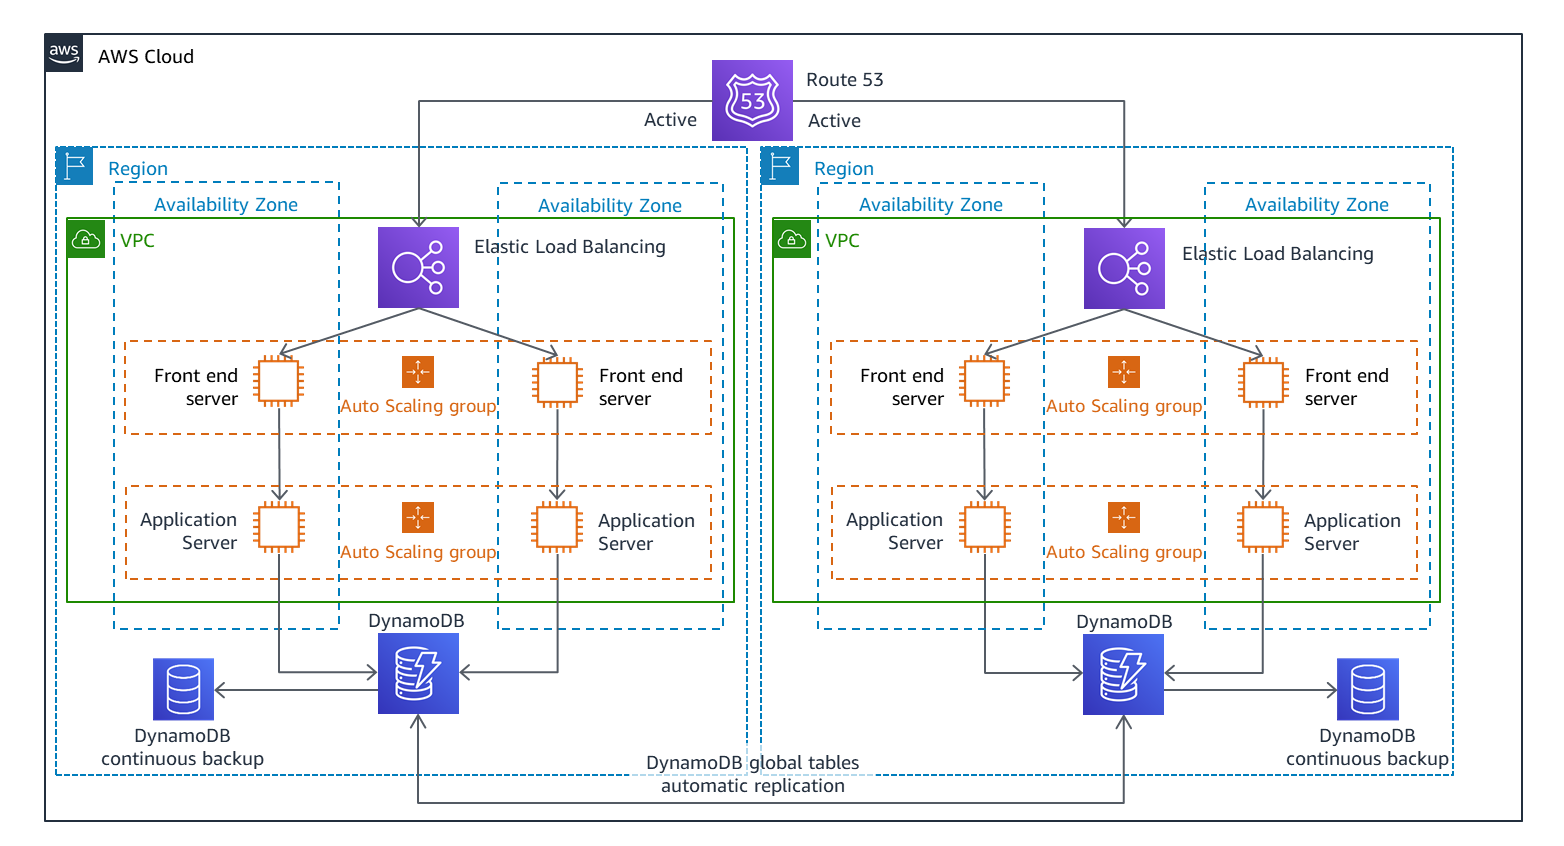 aws
AWS Cloud
53
Route 53
Active
Active
Region
Region
Availability Zone
Availability Zone
Availability Zone
Availability Zone
VPC
Elastic Load Balancing
VPC
Elastic Load Balancing
Front end
server
Auto Scaling group
Front end
server
Front end
server
Auto Scaling group
Front end
server
Application
Server
Auto Scaling group
Application
Server
Application
Server
Auto Scaling group
Application
Server
DynamoDB
DynamoDB
DynamoDB
continuous backup
DynamoDB
continuous backup
DynamoDB global tables
automatic replication